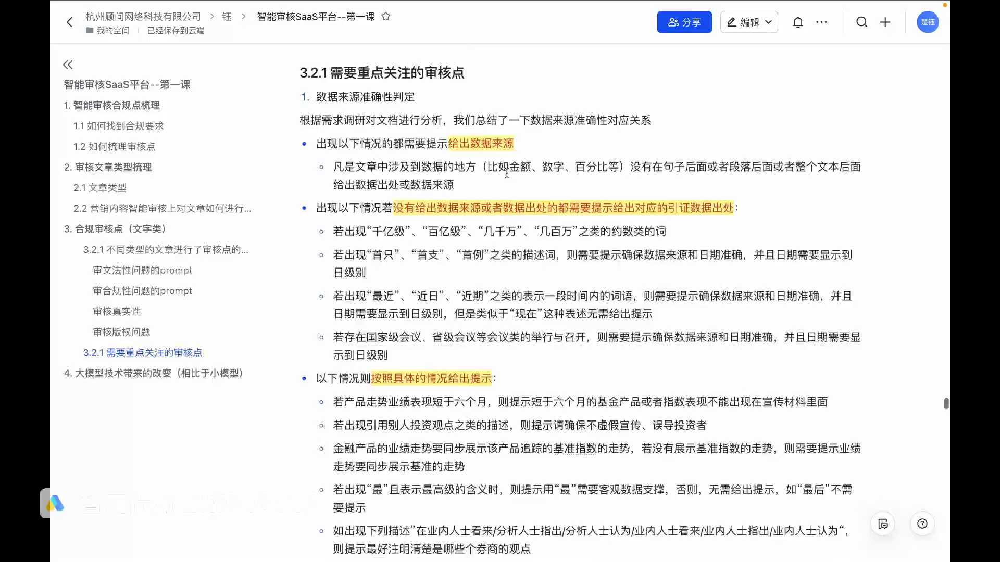 杭州顾问网络科技有限公司 > 钰 > 智能审核SaaS平台--第一课
我的空间 | 已经保存到云端
分享
编辑
楚钰
智能审核SaaS平台--第一课
1. 智能审核合规点梳理
1.1 如何找到合规要求
1.2 如何梳理审核点
2. 审核文章类型梳理
2.1 文章类型
2.2 营销内容智能审核上对文章如何进行...
3. 合规审核点（文字类）
3.2.1 不同类型的文章进行了审核点的...
审文法性问题的prompt
审合规性问题的prompt
审核真实性
审核版权问题
3.2.1 需要重点关注的审核点
4. 大模型技术带来的改变（相比于小模型）
3.2.1 需要重点关注的审核点
1. 数据来源准确性判定
根据需求调研对文档进行分析，我们总结了一下数据来源准确性对应关系
出现以下情况的都需要提示给出数据来源
凡是文章中涉及到数据的地方（比如金额、数字、百分比等）没有在句子后面或者段落后面或者整个文本后面
给出数据出处或数据来源
出现以下情况若没有给出数据来源或者数据出处的都需要提示给出对应的引证数据出处：
若出现“千亿级”、“百亿级”、“几千万”、“几百万”之类的约数类的词
若出现“首只”、“首支”、“首例”之类的描述词，则需要提示确保数据来源和日期准确，并且日期需要显示到
日级别
若出现“最近”、“近日”、“近期”之类的表示一段时间内的词语，则需要提示确保数据来源和日期准确，并且
日期需要显示到日级别，但是类似于“现在”这种表述无需给出提示
若存在国家级会议、省级会议等会议类的举行与召开，则需要提示确保数据来源和日期准确，并且日期需要显
示到日级别
以下情况则按照具体的情况给出提示：
若产品走势业绩表现短于六个月，则提示短于六个月的基金产品或者指数表现不能出现在宣传材料里面
若出现引用别人投资观点之类的描述，则提示请确保不虚假宣传、误导投资者
金融产品的业绩走势要同步展示该产品追踪的基准指数的走势，若没有展示基准指数的走势，则需要提示业绩
走势要同步展示基准的走势
若出现“最”且表示最高级的含义时，则提示用“最”需要客观数据支撑，否则，无需给出提示，如“最后”不需
要提示
如出现下列描述”在业内人士看来/分析人士指出/分析人士认为/业内人士看来/业内人士指出/业内人士认为“，
则提示最好注明清楚是哪些个券商的观点